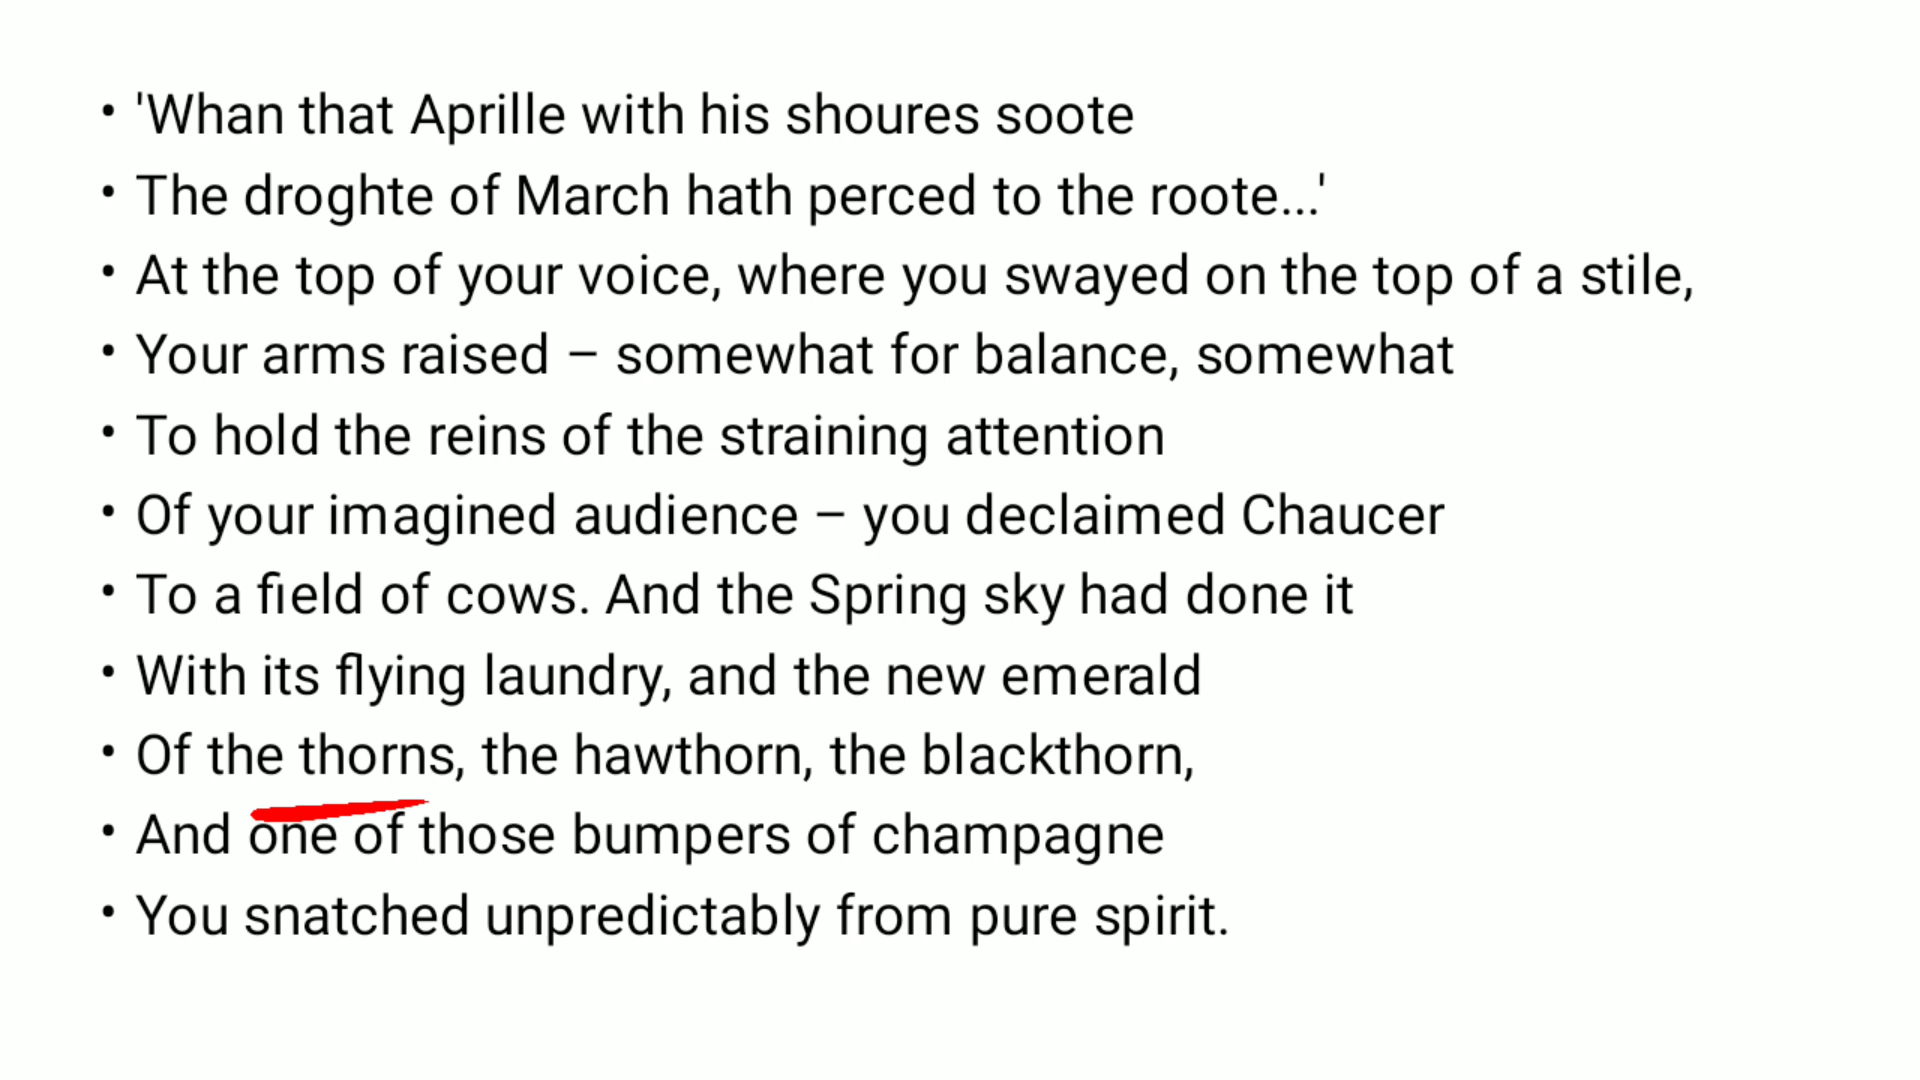 • 'Whan that Aprille with his shoures soote
• The droghte of March hath perced to the roote...'
• At the top of your voice, where you swayed on the top of a stile,
• Your arms raised – somewhat for balance, somewhat
• To hold the reins of the straining attention
• Of your imagined audience – you declaimed Chaucer
• To a field of cows. And the Spring sky had done it
• With its flying laundry, and the new emerald
• Of the thorns, the hawthorn, the blackthorn,
• And one of those bumpers of champagne
• You snatched unpredictably from pure spirit.